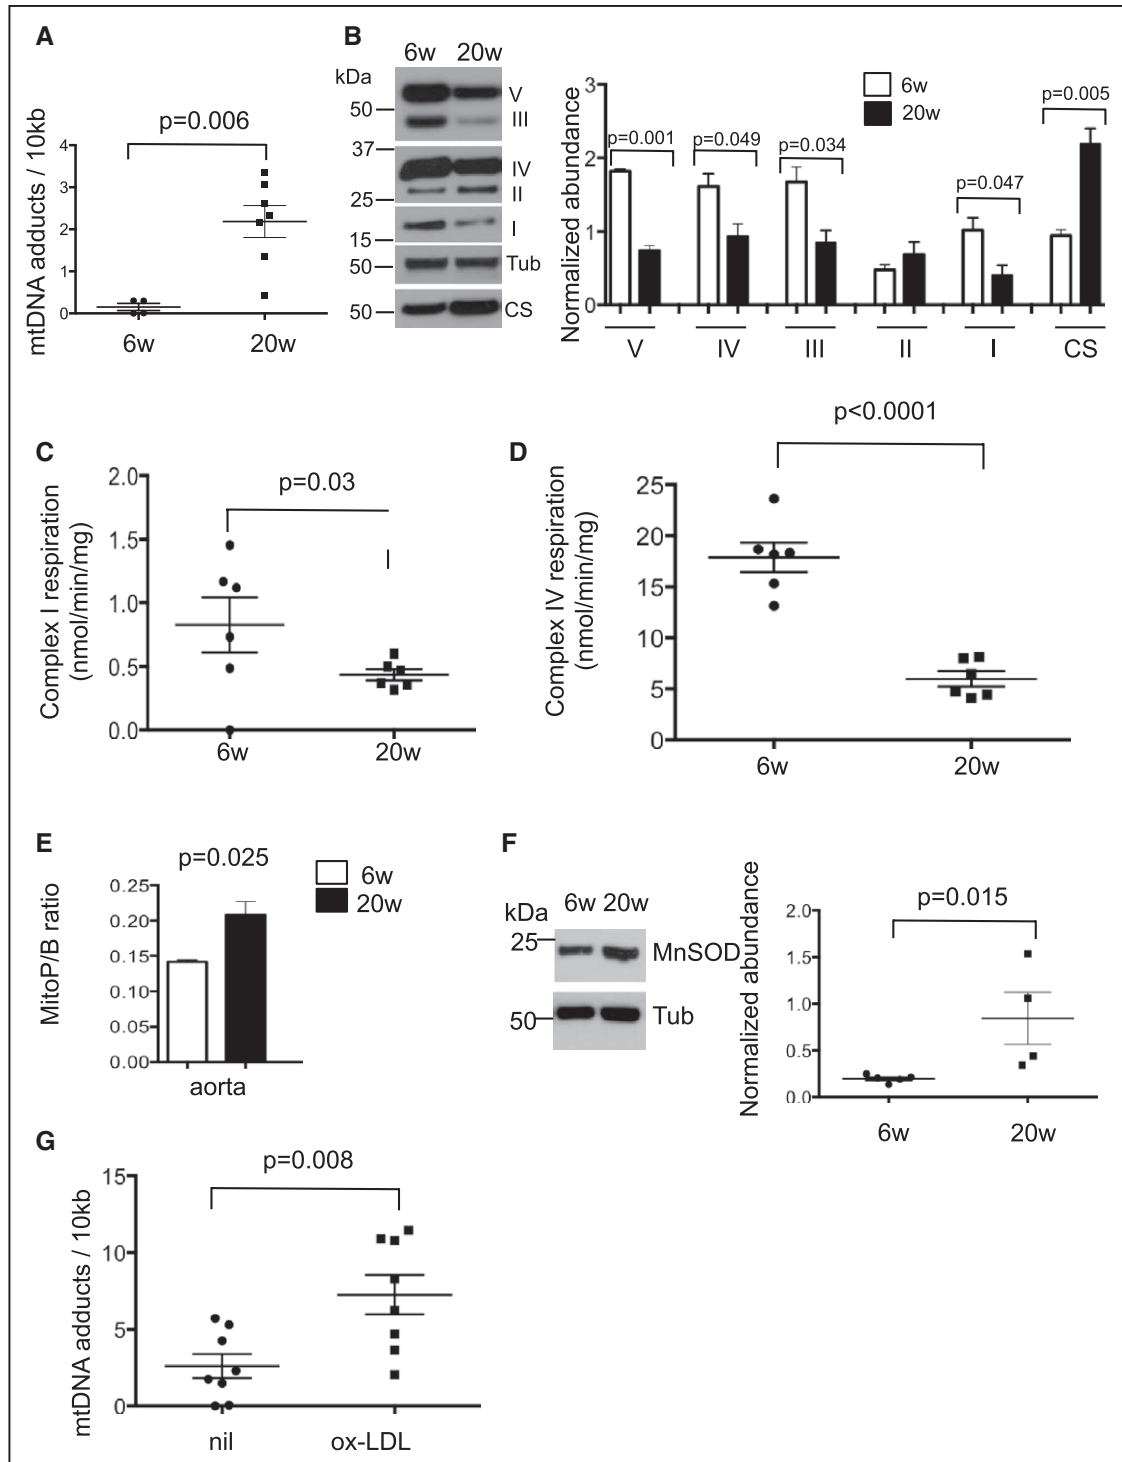 A
p=0.006
mtDNA adducts / 10kb
4
3
2
1
0
6w
20w
B
6w 20w
kDa
50
37
25
15
50
50
V
III
IV
II
I
Tub
CS
Normalized abundance
3
2
1
0
6w
20w
p=0.001
p=0.049
p=0.034
p=0.047
p=0.005
V IV III II I CS
C
p=0.03
Complex I respiration
(nmol/min/mg)
2.0
1.5
1.0
0.5
0.0
6w
20w
D
p<0.0001
Complex IV respiration
(nmol/min/mg)
25
20
15
10
5
0
6w
20w
E
p=0.025
6w
20w
MitoP/B ratio
0.25
0.20
0.15
0.10
0.05
0.00
aorta
F
6w 20w
kDa
25
MnSOD
50
Tub
p=0.015
Normalized abundance
2.0
1.5
1.0
0.5
0.0
6w
20w
G
p=0.008
mtDNA adducts / 10kb
15
10
5
0
nil
ox-LDL